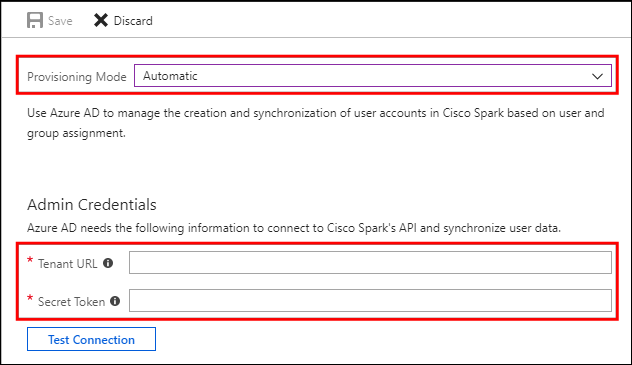 Save Discard
Provisioning Mode Automatic
Use Azure AD to manage the creation and synchronization of user accounts in Cisco Spark based on user and
group assignment.
Admin Credentials
Azure AD needs the following information to connect to Cisco Spark's API and synchronize user data.
* Tenant URL
* Secret Token
Test Connection